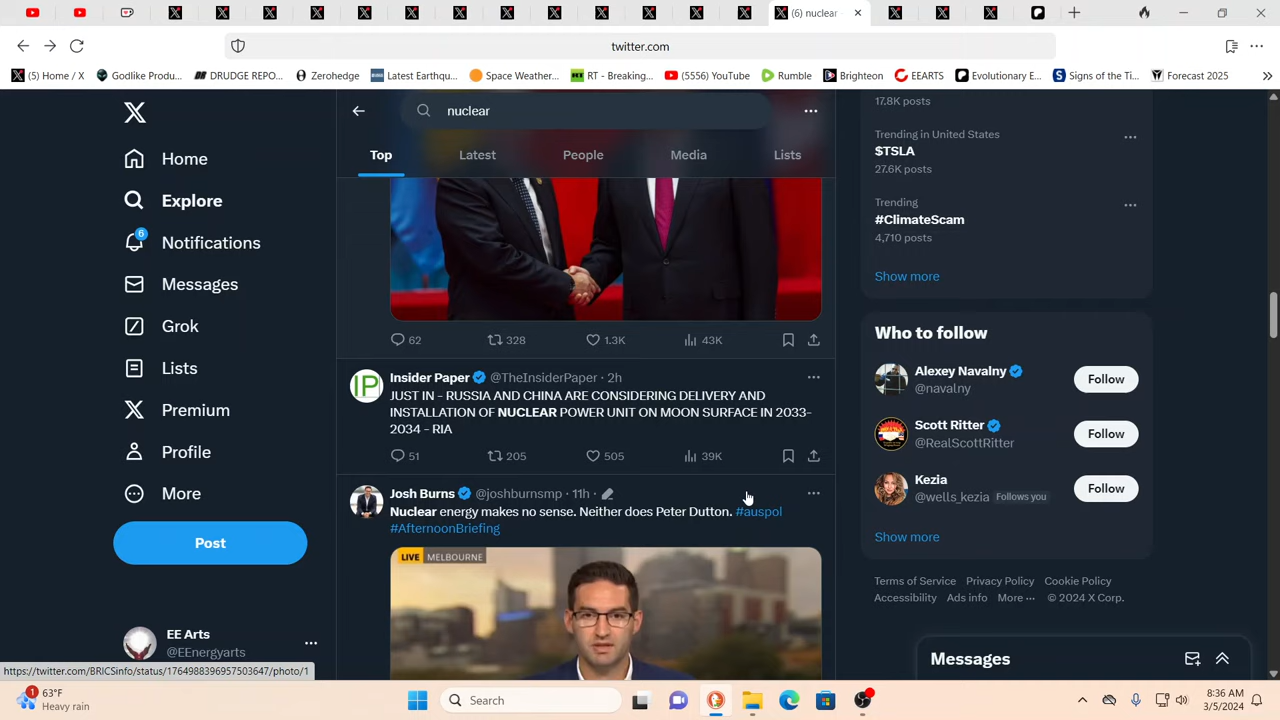 (6) nuclear
twitter.com
(5) Home / X
Godlike Produ...
DRUDGE REPO...
Zerohedge
Latest Earthqu...
Space Weather...
RT - Breaking...
(5556) YouTube
Rumble
Brighteon
EEARTS
Evolutionary E...
Signs of the Ti...
Forecast 2025
Home
Explore
6
Notifications
Messages
Grok
Lists
Premium
Profile
More
Post
EE Arts
@EEnergyarts
nuclear
Top
Latest
People
Media
Lists
62
328
1.3K
43K
Insider Paper @TheInsiderPaper · 2h
JUST IN - RUSSIA AND CHINA ARE CONSIDERING DELIVERY AND
INSTALLATION OF NUCLEAR POWER UNIT ON MOON SURFACE IN 2033-
2034 - RIA
51
205
505
39K
Josh Burns @joshburnsmp · 11h ·
Nuclear energy makes no sense. Neither does Peter Dutton. #auspol
#AfternoonBriefing
LIVE MELBOURNE
17.8K posts
Trending in United States
$TSLA
27.6K posts
Trending
#ClimateScam
4,710 posts
Show more
Who to follow
Alexey Navalny
@navalny
Follow
Scott Ritter
@RealScottRitter
Follow
Kezia
@wells_kezia Follows you
Follow
Show more
Terms of Service Privacy Policy Cookie Policy
Accessibility Ads info More ··· © 2024 X Corp.
Messages
https://twitter.com/BRICSinfo/status/1764988396957503647/photo/1
1
63°F
Heavy rain
Search
8:36 AM
3/5/2024